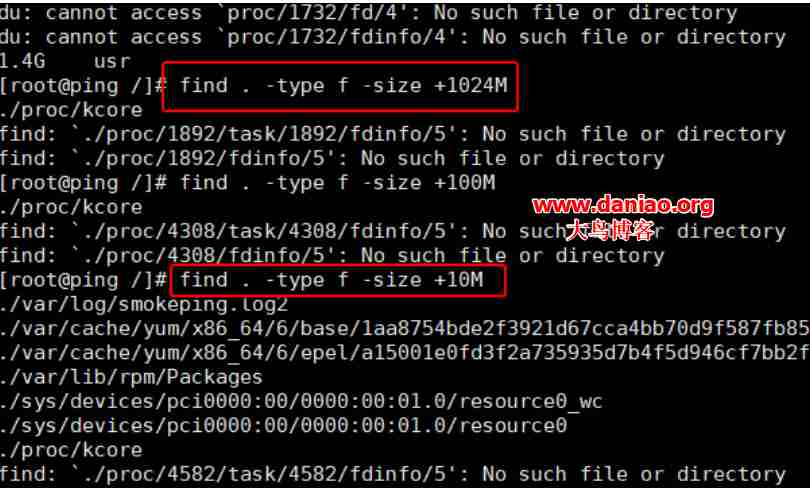 du: cannot access `proc/1732/fd/4': No such file or directory
du: cannot access `proc/1732/fdinfo/4': No such file or directory
1.4G    usr
[root@ping /]# find . -type f -size +1024M
./proc/kcore
find: `./proc/1892/task/1892/fdinfo/5': No such file or directory
find: `./proc/1892/fdinfo/5': No such file or directory
[root@ping /]# find . -type f -size +100M
./proc/kcore
www.daniao.org
find: `./proc/4308/task/4308/fdinfo/5': No such file or directory
大鸟博客
find: `./proc/4308/fdinfo/5': No such file or directory
[root@ping /]# find . -type f -size +10M
./var/log/smokeping.log2
./var/cache/yum/x86_64/6/base/1aa8754bde2f3921d67cca4bb70d9f587fb85
./var/cache/yum/x86_64/6/epel/a15001e0fd3f2a735935d7b4f5d946cf7bb2f
./var/lib/rpm/Packages
./sys/devices/pci0000:00/0000:00:01.0/resource0_wc
./sys/devices/pci0000:00/0000:00:01.0/resource0
./proc/kcore
find: `./proc/4582/task/4582/fdinfo/5': No such file or directory